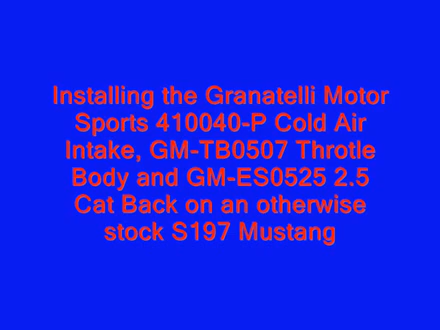 Installing the Granatelli Motor
Sports 410040-P Cold Air
Intake, GM-TB0507 Throtle
Body and GM-ES0525 2.5
Cat Back on an otherwise
stock S197 Mustang